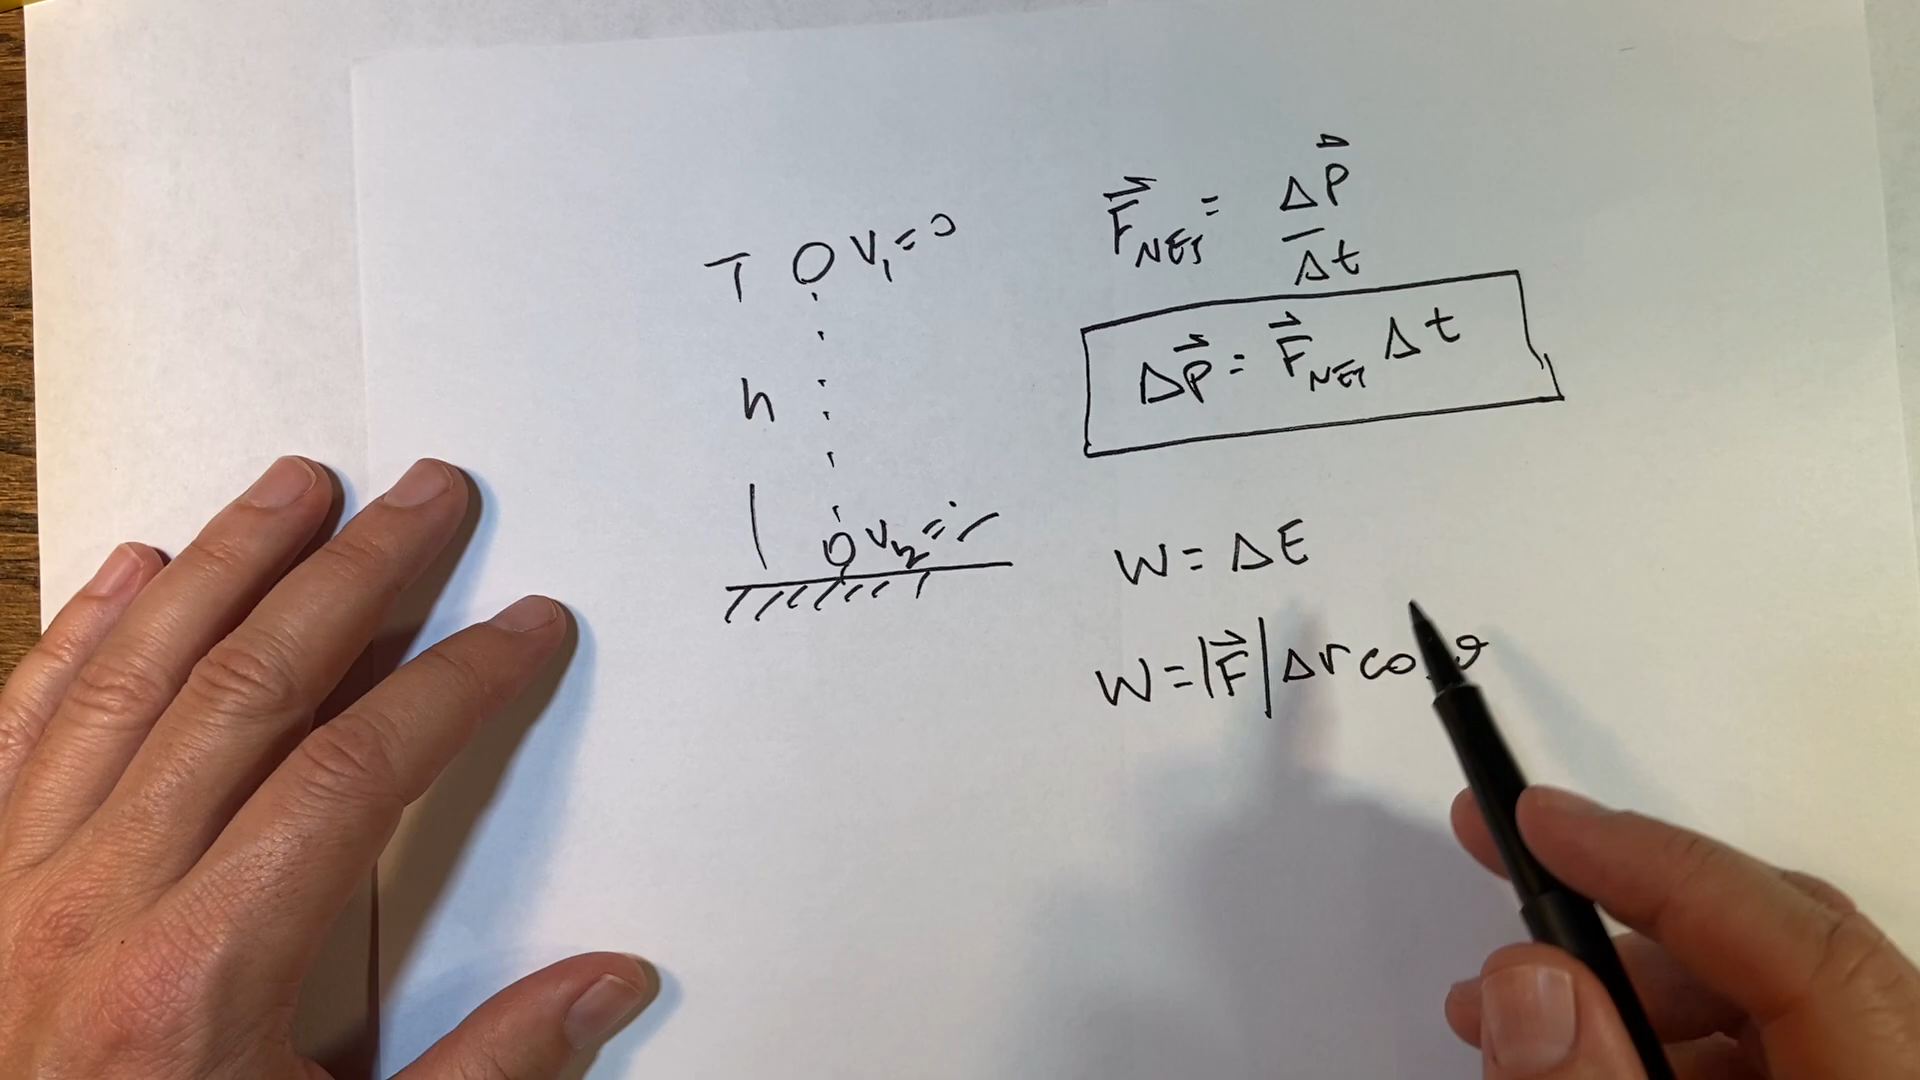 V₁ = 0
h
V₂ =
F⃗NET = ΔP⃗ / Δt
ΔP⃗ = F⃗NET Δt
W = ΔE
W = |F⃗| Δr cos θ